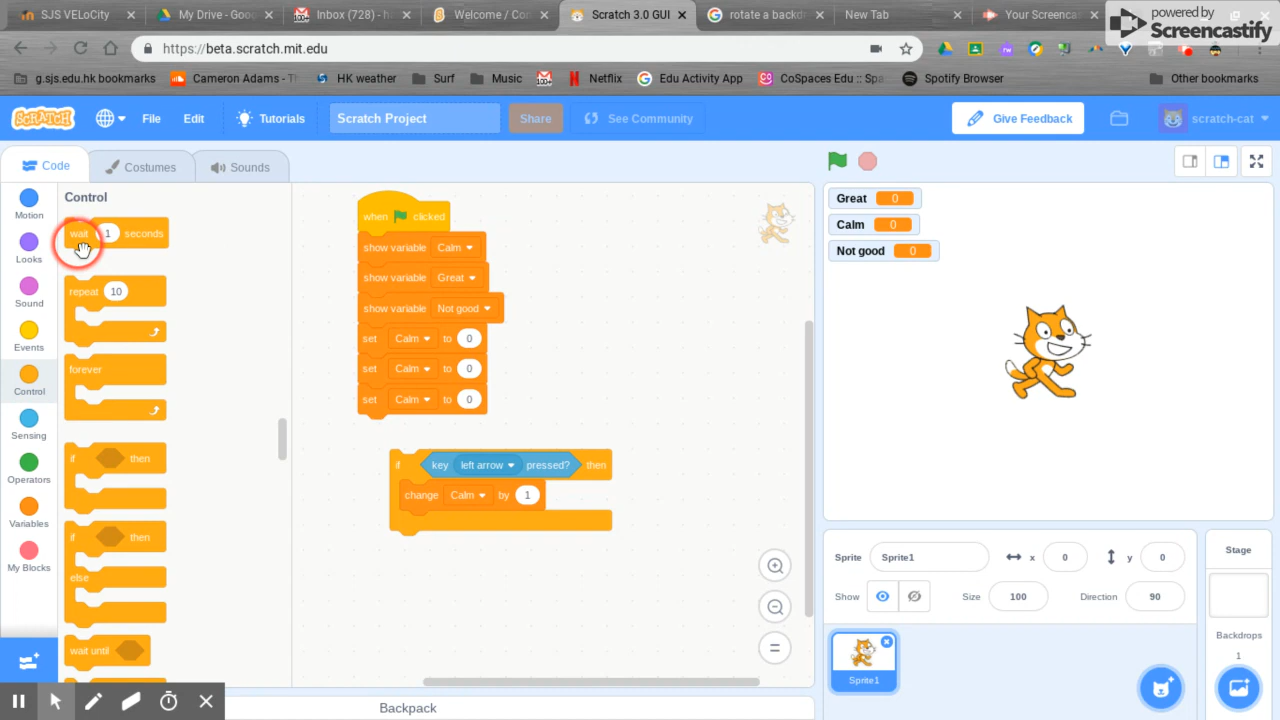 SJS VELoCity
My Drive - Goog
Inbox (728) - h
100+
Welcome / Con
Scratch 3.0 GUI
rotate a backd
New Tab
Your Screencas
powered by
Screencastify
https://beta.scratch.mit.edu
g.sjs.edu.hk bookmarks
Cameron Adams - Th
HK weather
Surf
Music
100+
Netflix
Edu Activity App
CoSpaces Edu :: Spa
Spotify Browser
Other bookmarks
SCRATCH
File
Edit
Tutorials
Scratch Project
Share
See Community
Give Feedback
scratch-cat
Code
Costumes
Sounds
Motion
Looks
Sound
Events
Control
Sensing
Operators
Variables
My Blocks
Control
wait 1 seconds
repeat 10
forever
if then
if then
else
wait until
when clicked
show variable Calm
show variable Great
show variable Not good
set Calm to 0
set Calm to 0
set Calm to 0
if key left arrow pressed? then
change Calm by 1
Great 0
Calm 0
Not good 0
Sprite Sprite1 x 0 y 0
Show Size 100 Direction 90
Sprite1
Stage
Backdrops
1
Backpack